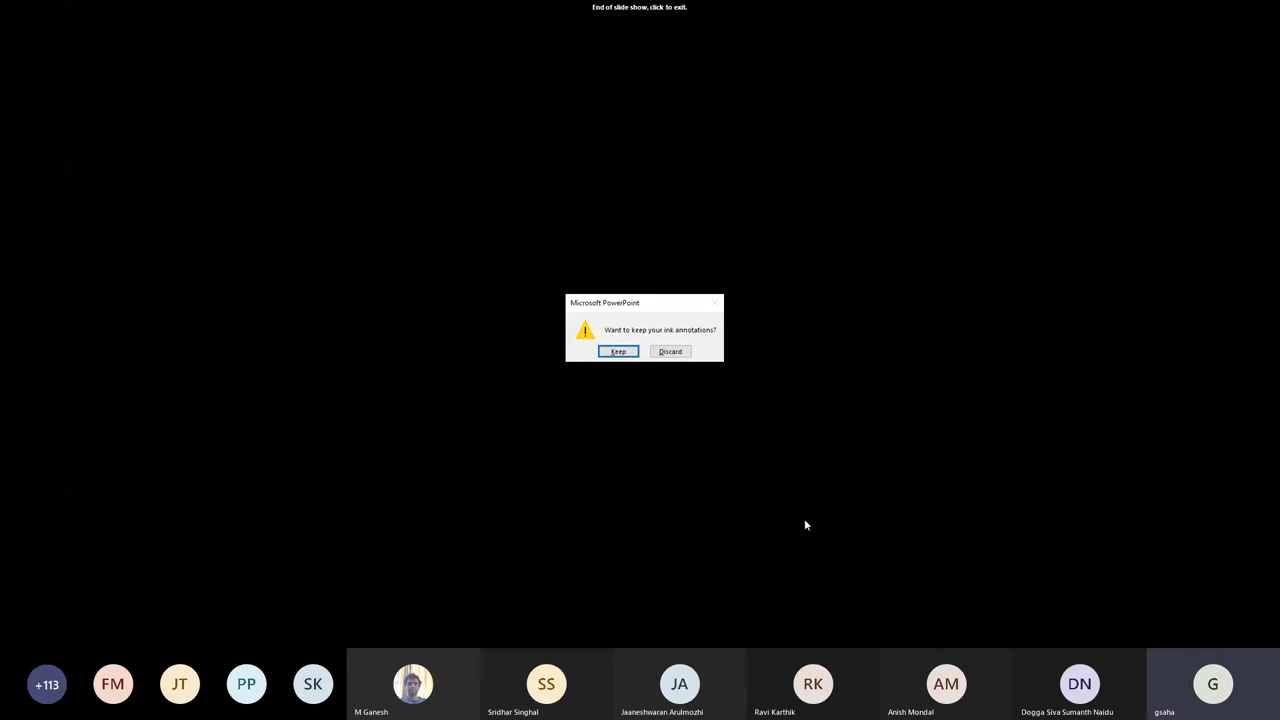 End of slide show, click to exit.
Microsoft PowerPoint
Want to keep your ink annotations?
Keep
Discard
+113
FM
JT
PP
SK
SS
JA
RK
AM
DN
G
M Ganesh
Sridhar Singhal
Jaaneshwaran Arulmozhi
Ravi Karthik
Anish Mondal
Dogga Siva Sumanth Naidu
gsaha